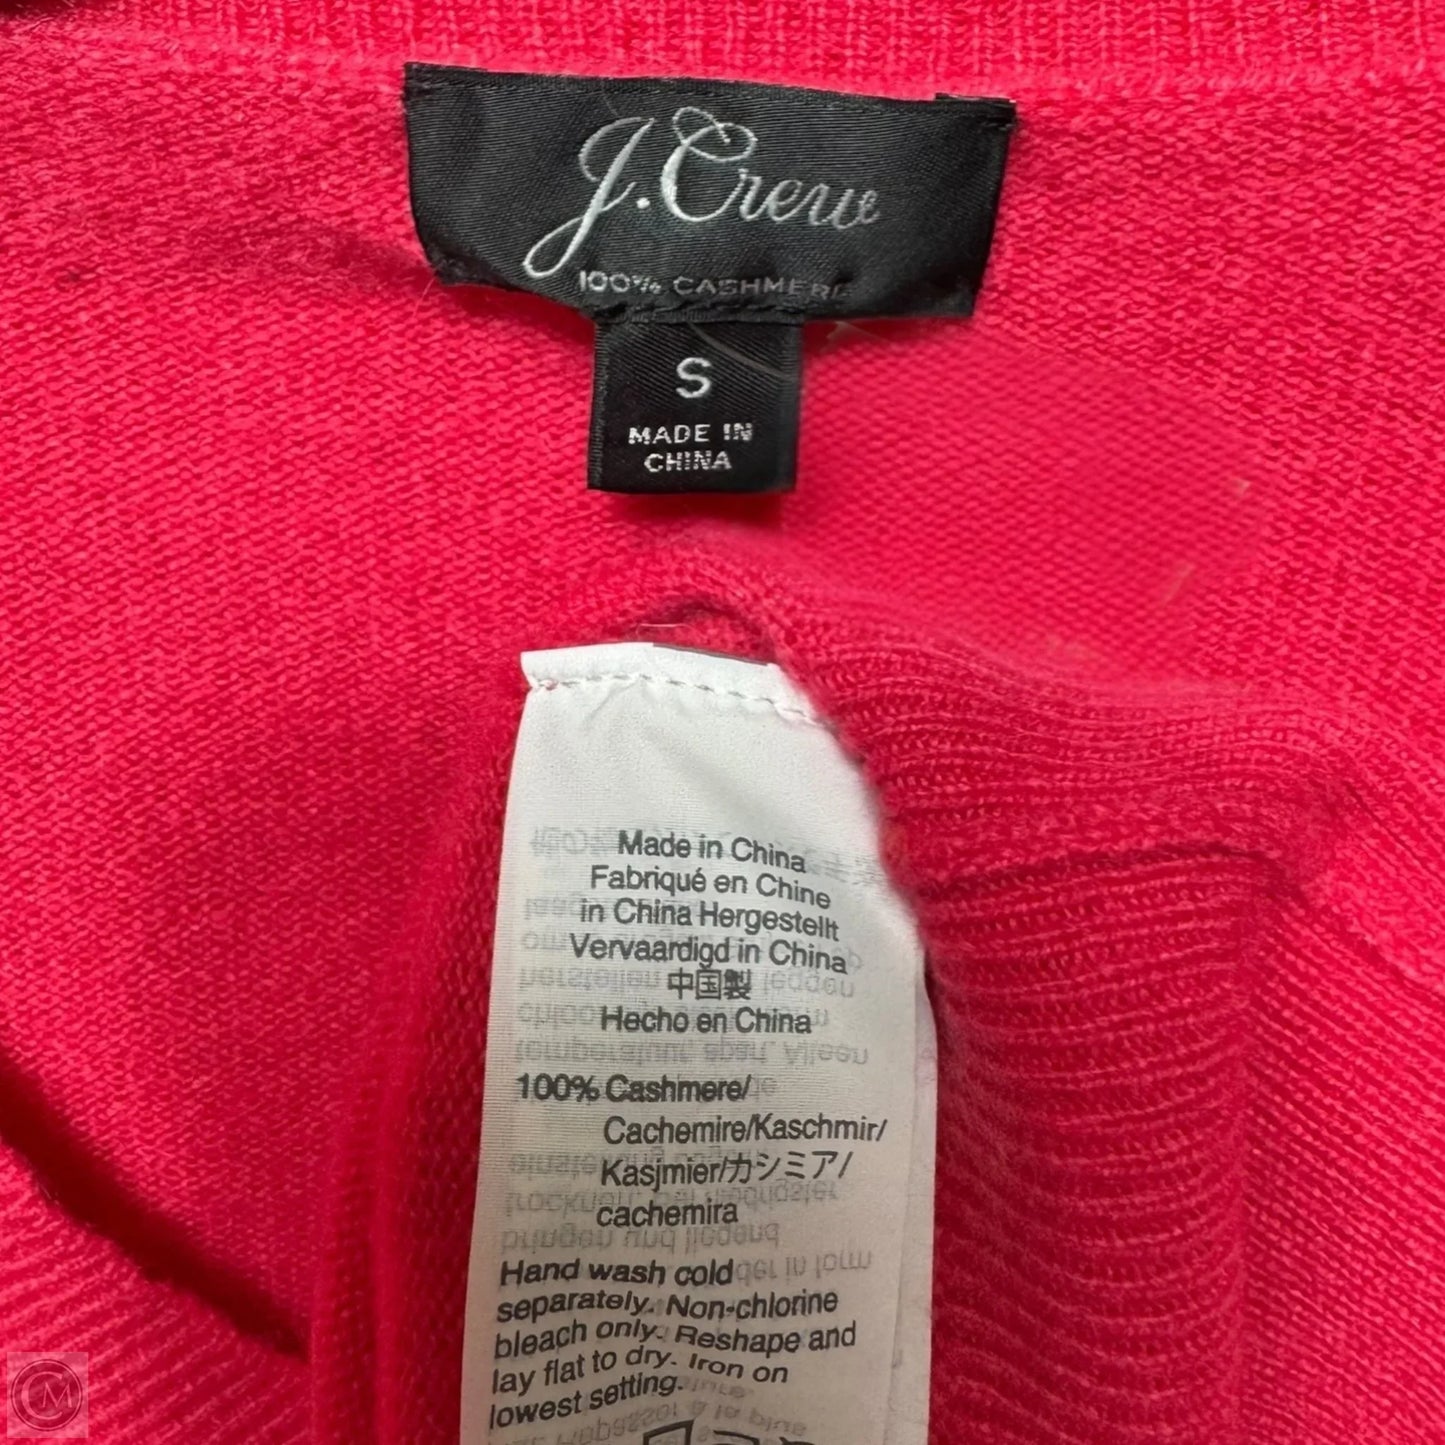 J.Crew
100% CASHMERE
S
MADE IN
CHINA
Made in China
Fabriqué en Chine
in China Hergestellt
Vervaardigd in China
中国製
Hecho en China
100% Cashmere/
Cachemire/Kaschmir/
Kasjmier/カシミア/
cachemira
Hand wash cold
separately. Non-chlorine
bleach only. Reshape and
lay flat to dry. Iron on
lowest setting.
CM